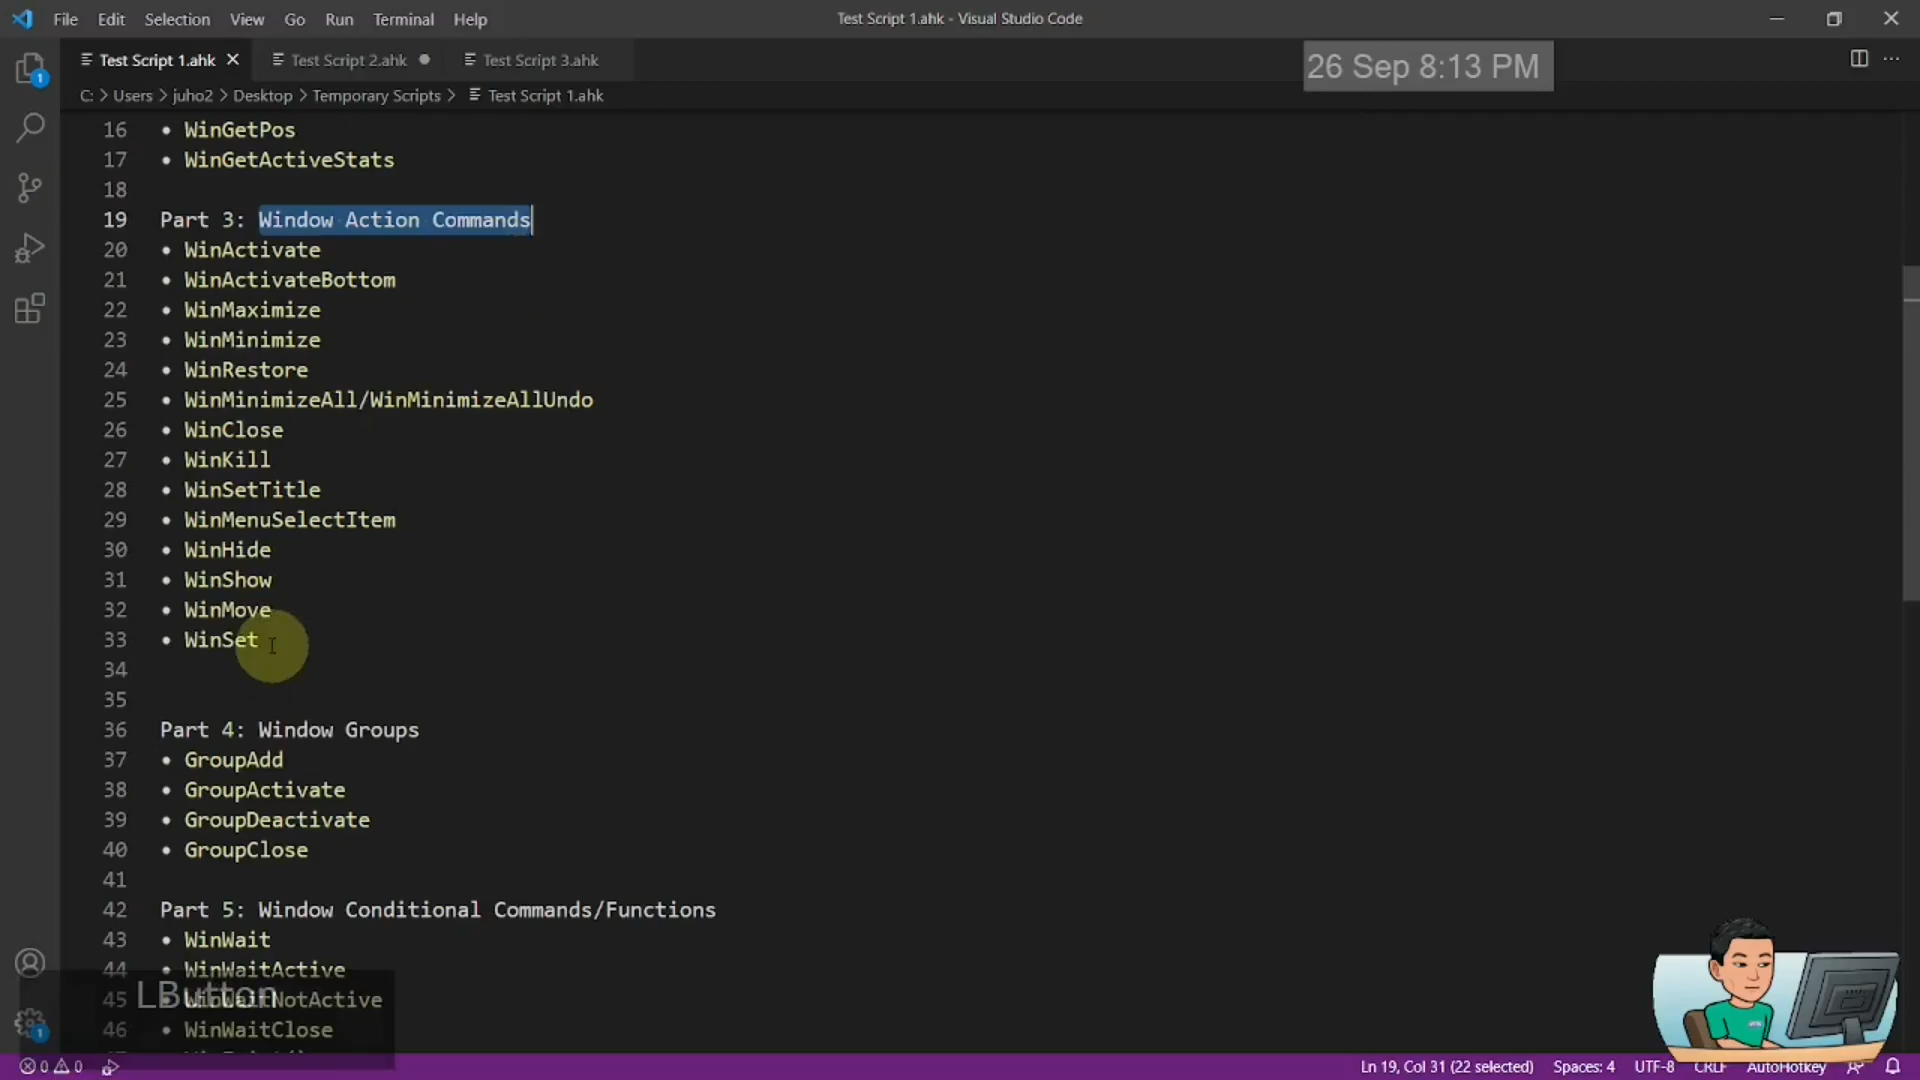 File Edit Selection View Go Run Terminal Help
Test Script 1.ahk - Visual Studio Code
Test Script 1.ahk Test Script 2.ahk Test Script 3.ahk
26 Sep 8:13 PM
C: > Users > juho2 > Desktop > Temporary Scripts > Test Script 1.ahk
16 • WinGetPos
17 • WinGetActiveStats
18
19 Part 3: Window Action Commands
20 • WinActivate
21 • WinActivateBottom
22 • WinMaximize
23 • WinMinimize
24 • WinRestore
25 • WinMinimizeAll/WinMinimizeAllUndo
26 • WinClose
27 • WinKill
28 • WinSetTitle
29 • WinMenuSelectItem
30 • WinHide
31 • WinShow
32 • WinMove
33 • WinSet
34
35
36 Part 4: Window Groups
37 • GroupAdd
38 • GroupActivate
39 • GroupDeactivate
40 • GroupClose
41
42 Part 5: Window Conditional Commands/Functions
43 • WinWait
44 • WinWaitActive
45 • WinWaitNotActive
LButton
46 • WinWaitClose
1
1
0 0 Ln 19, Col 31 (22 selected) Spaces: 4 UTF-8 CRLF AutoHotkey